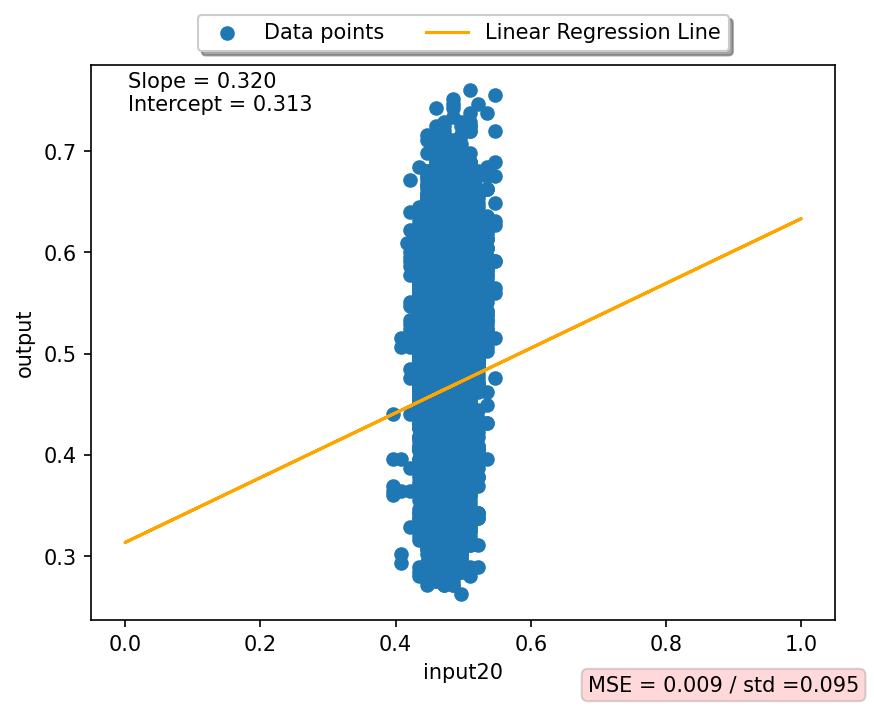 Data points
Linear Regression Line
Slope = 0.320
Intercept = 0.313
output
0.7
0.6
0.5
0.4
0.3
0.0 0.2 0.4 0.6 0.8 1.0
input20
MSE = 0.009 / std =0.095